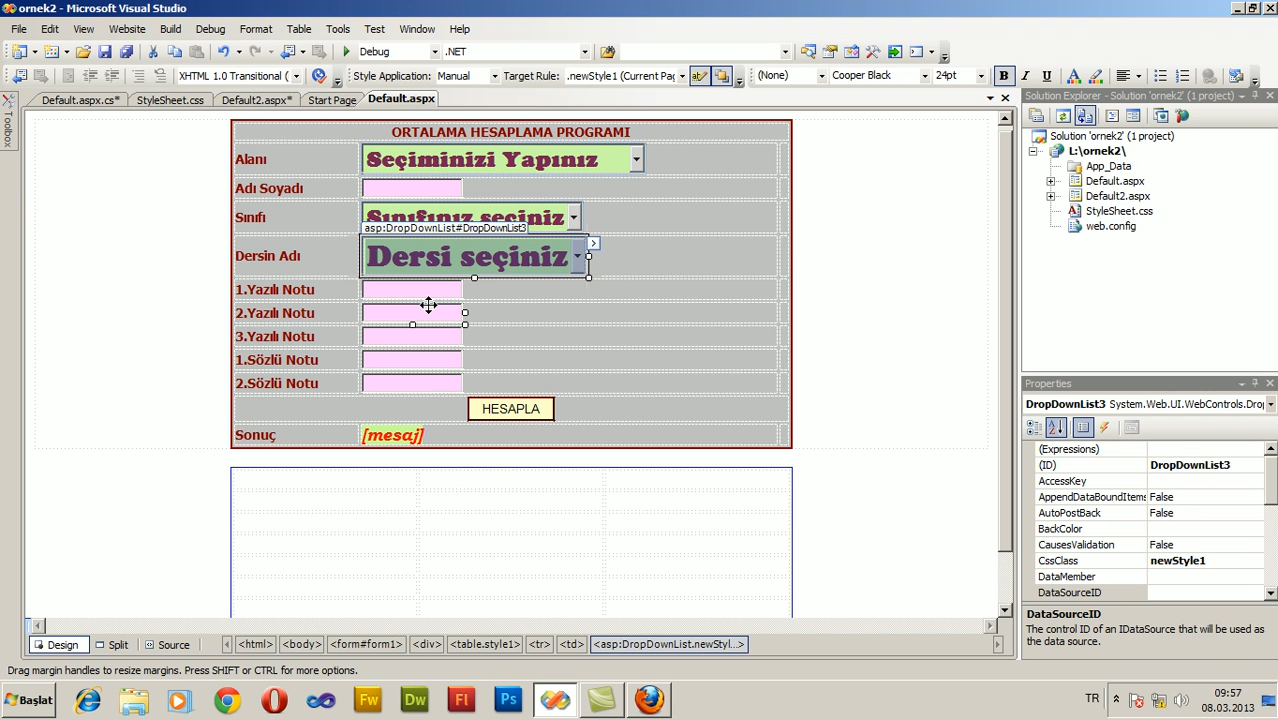 ornek2 - Microsoft Visual Studio
File Edit View Website Build Debug Format Table Tools Test Window Help
Debug .NET
XHTML 1.0 Transitional ( Style Application: Manual Target Rule: .newStyle1 (Current Pag (None) Cooper Black 24pt B I U A
Default.aspx.cs* StyleSheet.css Default2.aspx* Start Page Default.aspx
Toolbox
ORTALAMA HESAPLAMA PROGRAMI
Alanı Seçiminizi Yapınız
Adı Soyadı
Sınıfı Sınıfınız seçiniz
asp:DropDownList#DropDownList3
Dersin Adı Dersi seçiniz
1.Yazılı Notu
2.Yazılı Notu
3.Yazılı Notu
1.Sözlü Notu
2.Sözlü Notu
HESAPLA
Sonuç [mesaj]
Design Split Source <html> <body> <form#form1> <div> <table.style1> <tr> <td> <asp:DropDownList.newStyl...>
Drag margin handles to resize margins. Press SHIFT or CTRL for more options.
Solution Explorer - Solution 'ornek2' (1 project)
Solution 'ornek2' (1 project)
L:\ornek2\
App_Data
Default.aspx
Default2.aspx
StyleSheet.css
web.config
Properties
DropDownList3 System.Web.UI.WebControls.Dro
(Expressions)
(ID) DropDownList3
AccessKey
AppendDataBoundItems False
AutoPostBack False
BackColor
CausesValidation False
CssClass newStyle1
DataMember
DataSourceID
DataSourceID
The control ID of an IDataSource that will be used as the data source.
Başlat Fw Dw Fl Ps TR 09:57
08.03.2013